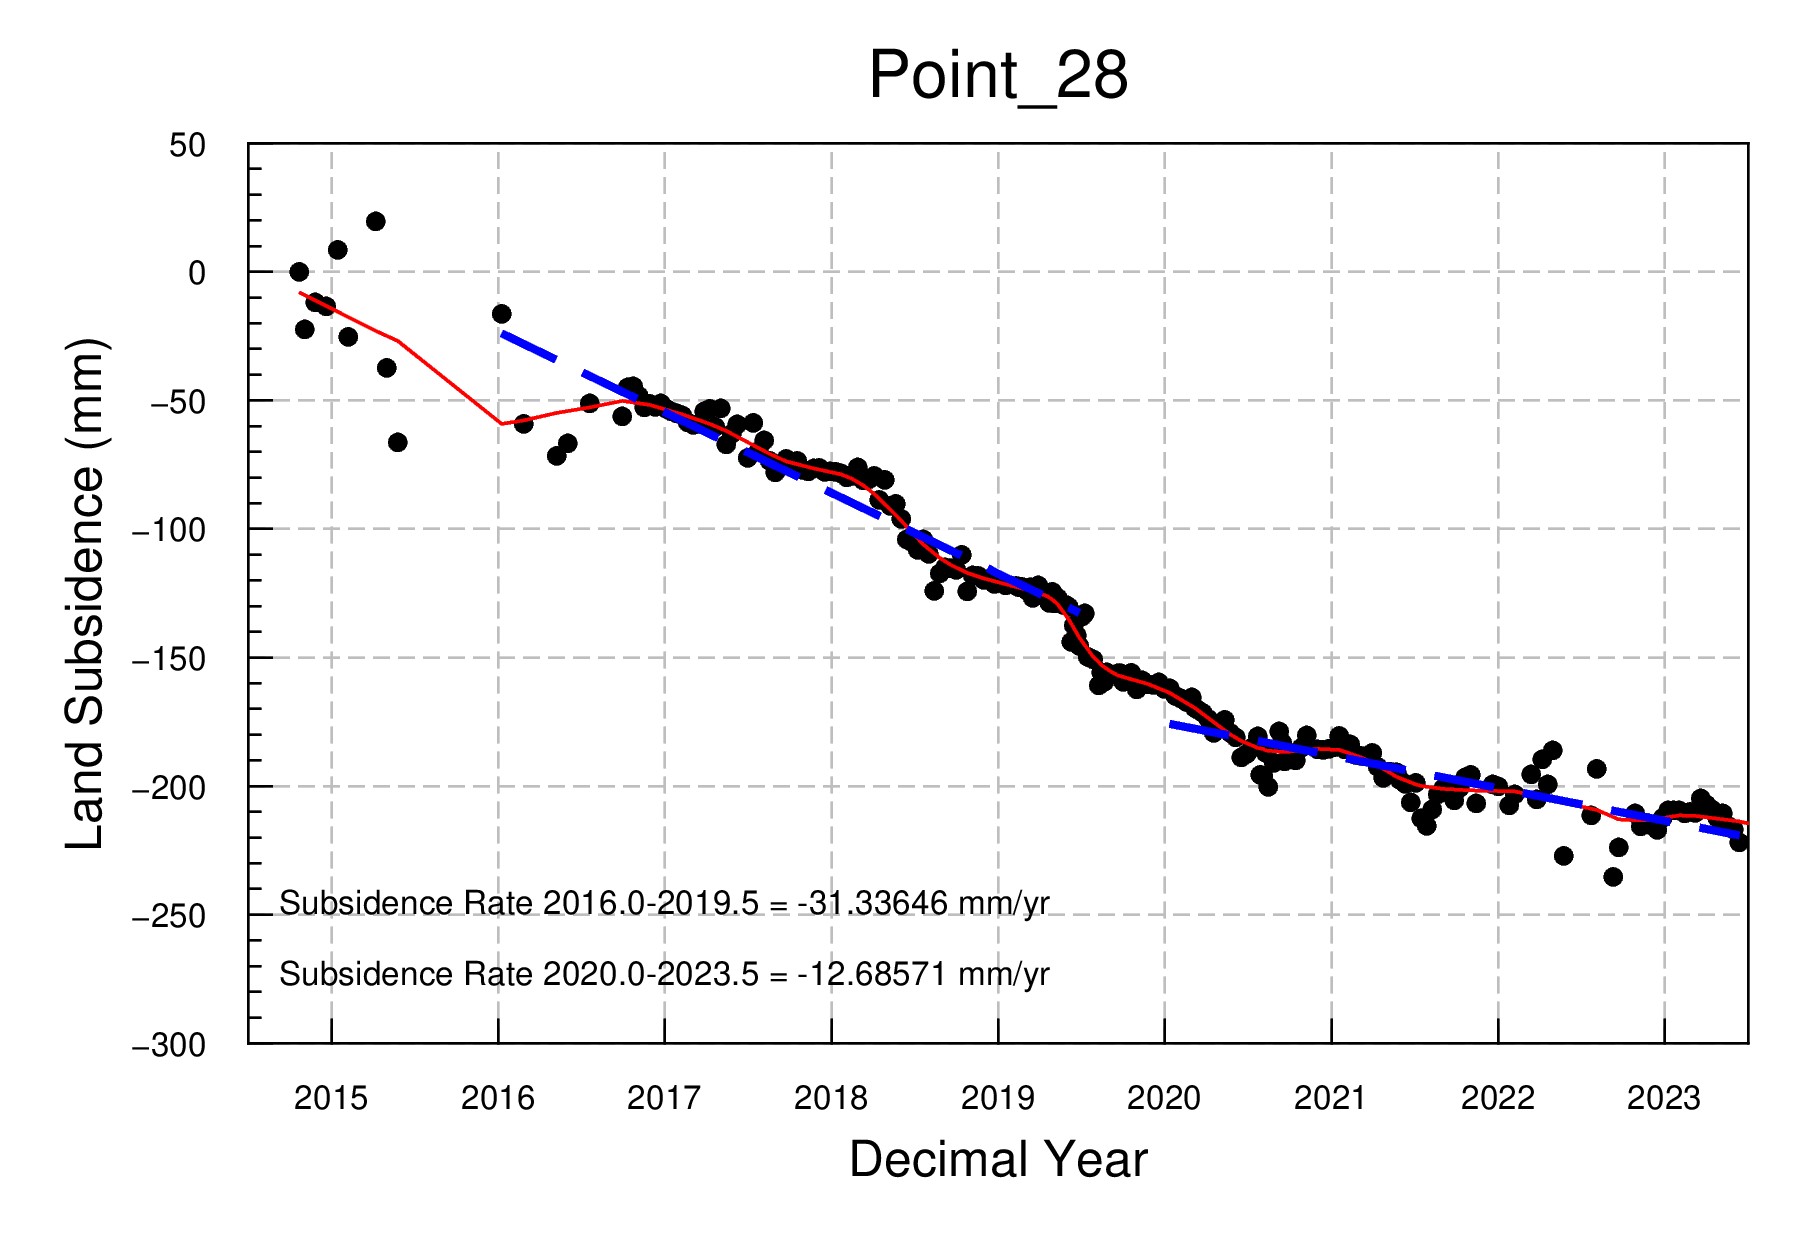 Point_28
50
0
−50
−100
−150
−200
−250
−300
Land Subsidence (mm)
Subsidence Rate 2016.0-2019.5 = -31.33646 mm/yr
Subsidence Rate 2020.0-2023.5 = -12.68571 mm/yr
2015 2016 2017 2018 2019 2020 2021 2022 2023
Decimal Year